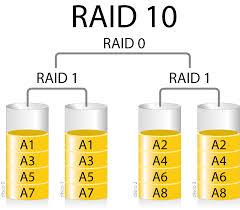 RAID 10
RAID 0
RAID 1 RAID 1
A1 A1 A2 A2
A3 A3 A4 A4
A5 A5 A6 A6
A7 A7 A8 A8